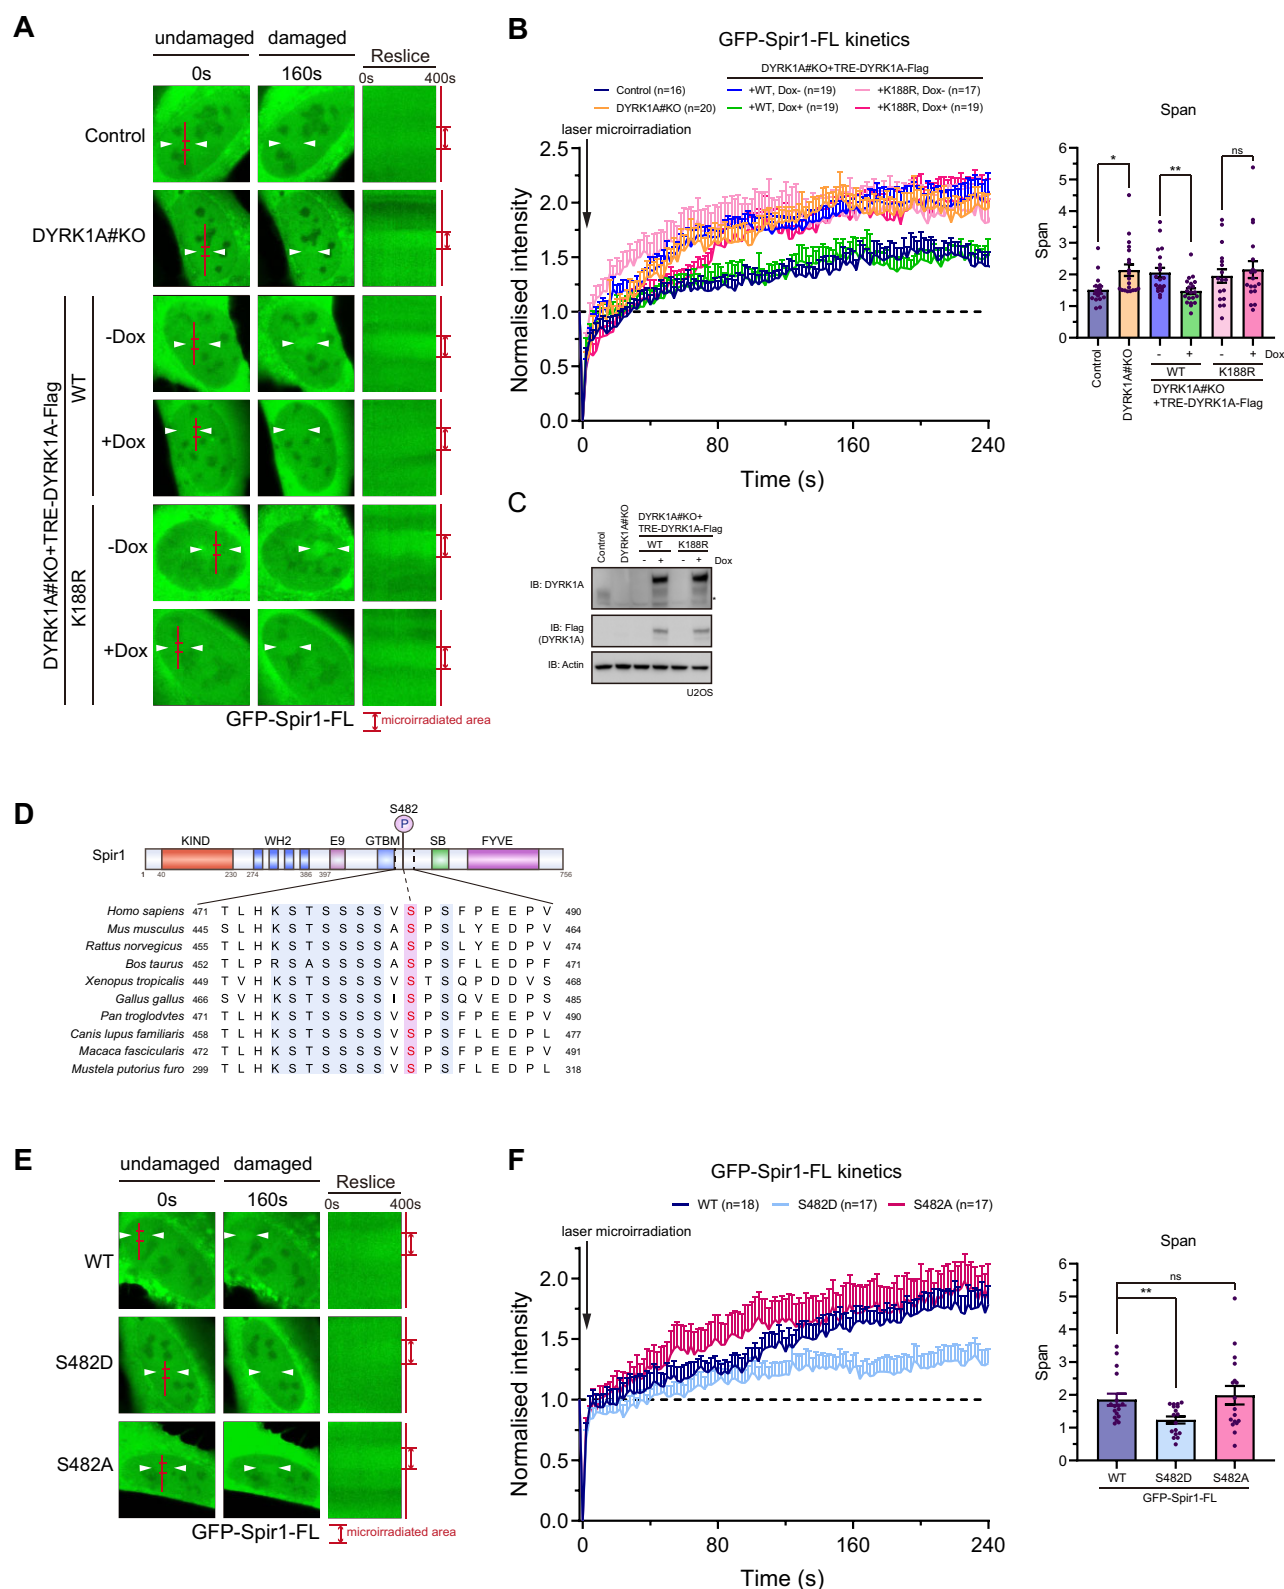 A
undamaged
damaged
Reslice
0s
160s
0s
400s
Control
DYRK1A#KO
DYRK1A#KO+TRE-DYRK1A-Flag
WT
-Dox
+Dox
K188R
-Dox
+Dox
GFP-Spir1-FL
microirradiated area
B
GFP-Spir1-FL kinetics
DYRK1A#KO+TRE-DYRK1A-Flag
Control (n=16)
+WT, Dox- (n=19)
+K188R, Dox- (n=17)
DYRK1A#KO (n=20)
+WT, Dox+ (n=19)
+K188R, Dox+ (n=19)
laser microirradiation
Normalised intensity
2.5
2.0
1.5
1.0
0.5
0.0
0
80
160
240
Time (s)
Span
Span
6
5
4
3
2
1
0
*
**
ns
Control
DYRK1A#KO
- + - + Dox
WT
K188R
DYRK1A#KO
+TRE-DYRK1A-Flag
C
Control
DYRK1A#KO
DYRK1A#KO+
TRE-DYRK1A-Flag
WT
K188R
- + - + Dox
IB: DYRK1A
*
IB: Flag
(DYRK1A)
IB: Actin
U2OS
D
S482
P
KIND
WH2
E9
GTBM
SB
FYVE
Spir1
1 40 230 274 386 397 756
Homo sapiens 471 T L H K S T S S S S V S P S F P E E P V 490
Mus musculus 445 S L H K S T S S S S A S P S L Y E D P V 464
Rattus norvegicus 455 T L H K S T S S S S A S P S L Y E D P V 474
Bos taurus 452 T L P R S A S S S S A S P S F L E D P F 471
Xenopus tropicalis 449 T V H K S T S S S S V S T S Q P D D V S 468
Gallus gallus 466 S V H K S T S S S S I S P S Q V E D P S 485
Pan troglodvtes 471 T L H K S T S S S S V S P S F P E E P V 490
Canis lupus familiaris 458 T L H K S T S S S S V S P S F L E D P L 477
Macaca fascicularis 472 T L H K S T S S S S V S P S F P E E P V 491
Mustela putorius furo 299 T L H K S T S S S S V S P S F L E D P L 318
E
undamaged
damaged
Reslice
0s
160s
0s
400s
WT
S482D
S482A
GFP-Spir1-FL
microirradiated area
F
GFP-Spir1-FL kinetics
WT (n=18)
S482D (n=17)
S482A (n=17)
laser microirradiation
Normalised intensity
2.0
1.5
1.0
0.5
0.0
0
80
160
240
Time (s)
Span
Span
6
5
4
3
2
1
0
ns
**
WT
S482D
S482A
GFP-Spir1-FL